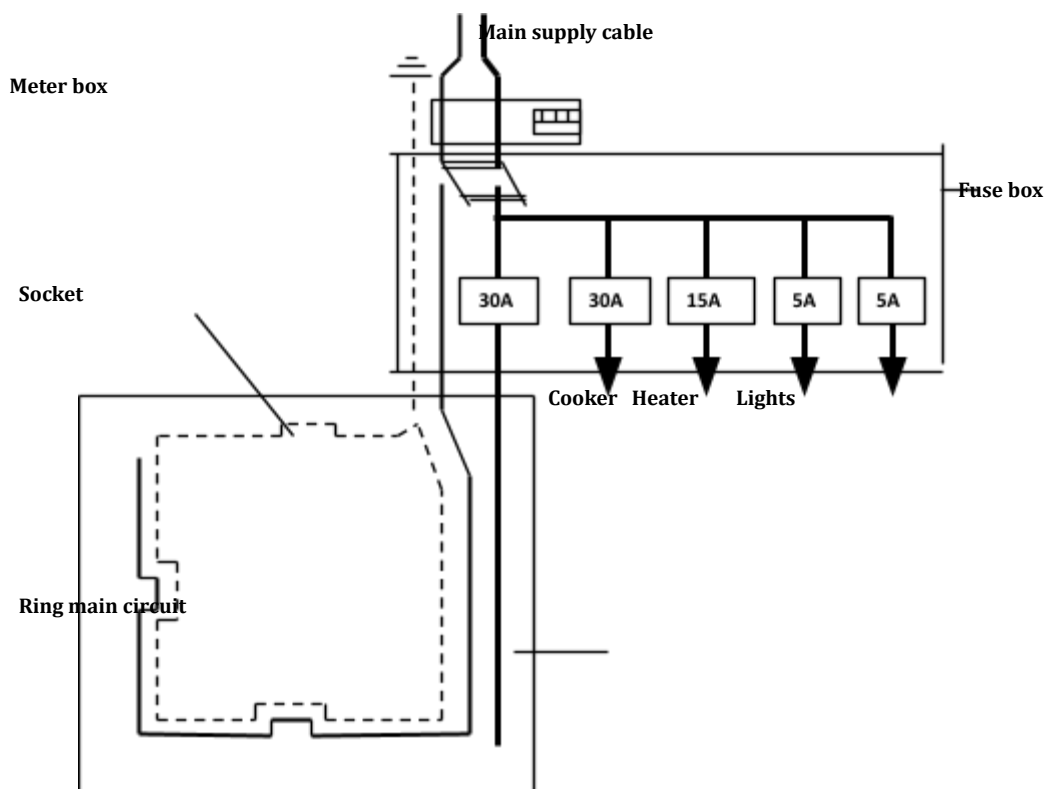 Main supply cable
Meter box
Fuse box
Socket
30A 30A 15A 5A 5A
Cooker Heater Lights
Ring main circuit